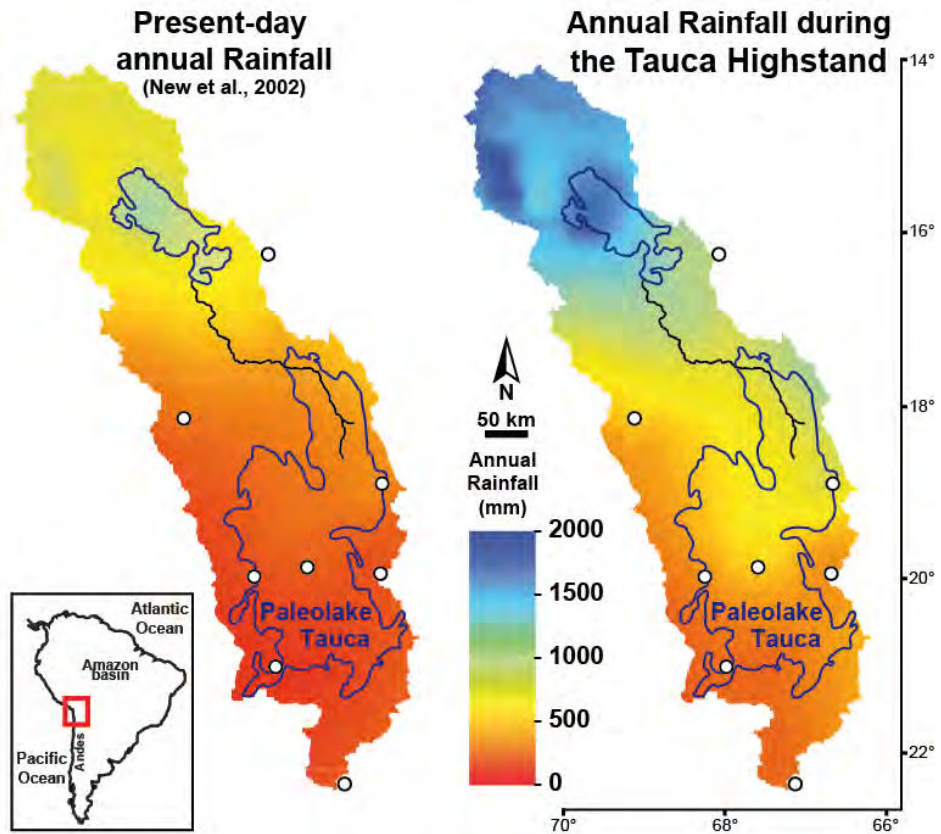 Present-day
annual Rainfall
(New et al., 2002)
Annual Rainfall during
the Tauca Highstand
14°
16°
18°
20°
22°
70°
68°
66°
N
50 km
Annual
Rainfall
(mm)
2000
1500
1000
500
0
Paleolake
Tauca
Paleolake
Tauca
Atlantic
Ocean
Amazon
basin
Andes
Pacific
Ocean